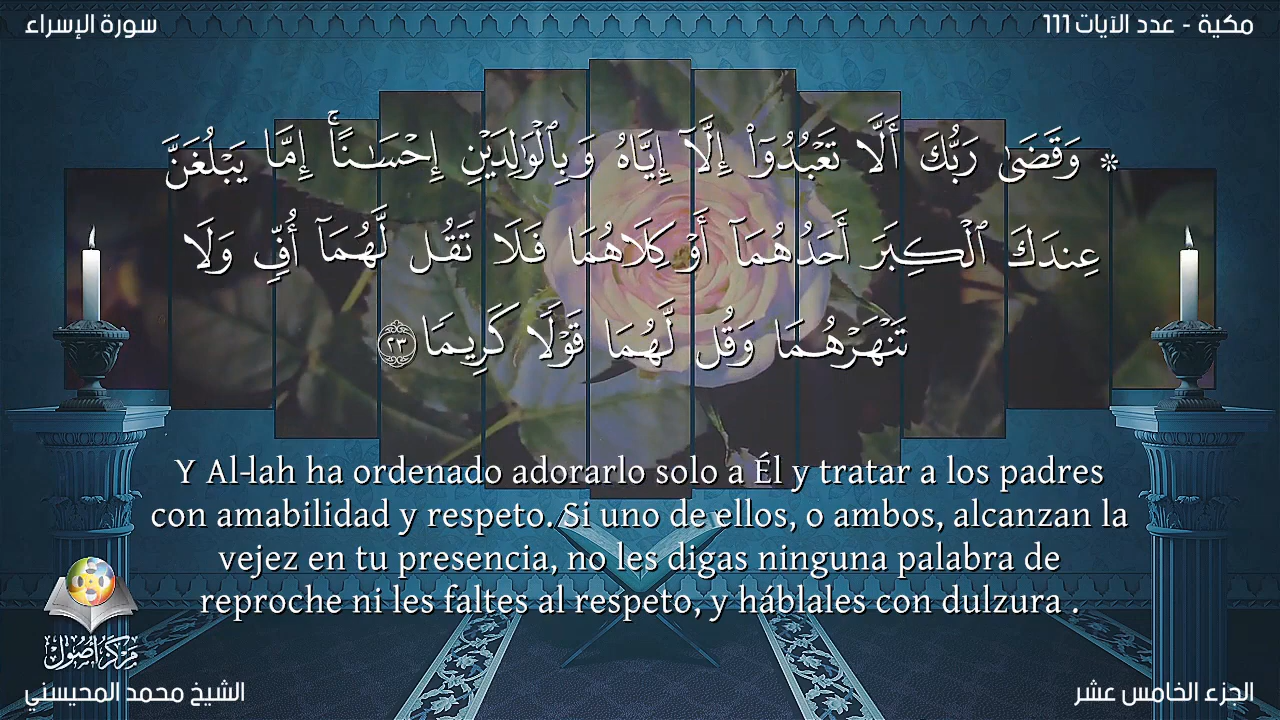 سورة الإسراء
مكية - عدد الآيات 111
۞ وَقَضَىٰ رَبُّكَ أَلَّا تَعْبُدُوٓا۟ إِلَّآ إِيَّاهُ وَبِٱلْوَٰلِدَيْنِ إِحْسَـٰنًا ۚ إِمَّا يَبْلُغَنَّ
عِندَكَ ٱلْكِبَرَ أَحَدُهُمَآ أَوْ كِلَاهُمَا فَلَا تَقُل لَّهُمَآ أُفٍّ وَلَا
تَنْهَرْهُمَا وَقُل لَّهُمَا قَوْلًا كَرِيمًا ٢٣
Y Al-lah ha ordenado adorarlo solo a Él y tratar a los padres
con amabilidad y respeto. Si uno de ellos, o ambos, alcanzan la
vejez en tu presencia, no les digas ninguna palabra de
reproche ni les faltes al respeto, y háblales con dulzura .
مركز أصول
الشيخ محمد المحيسني
الجزء الخامس عشر